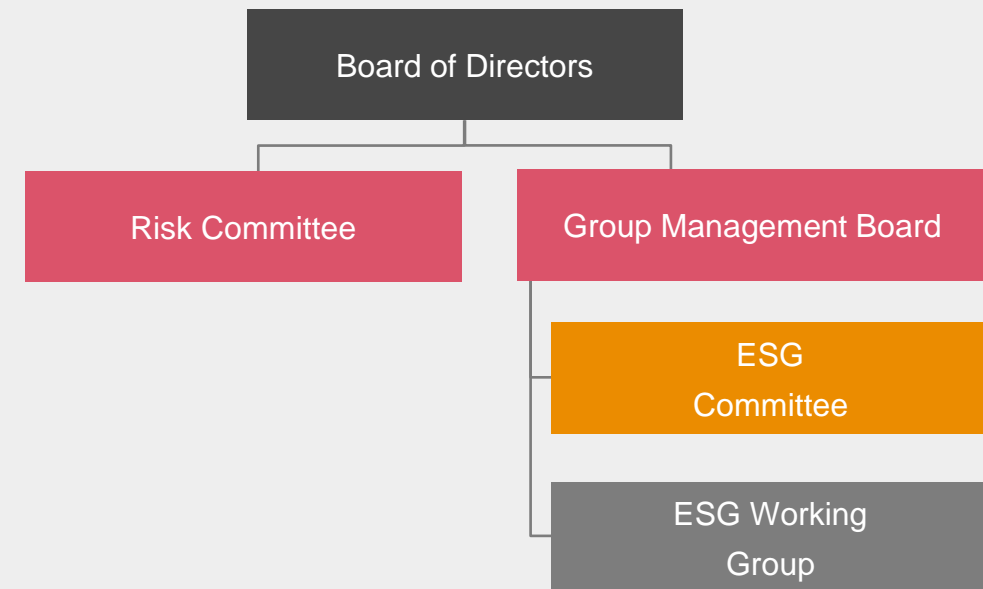 Board of Directors
Risk Committee
Group Management Board
ESG
Committee
ESG Working
Group